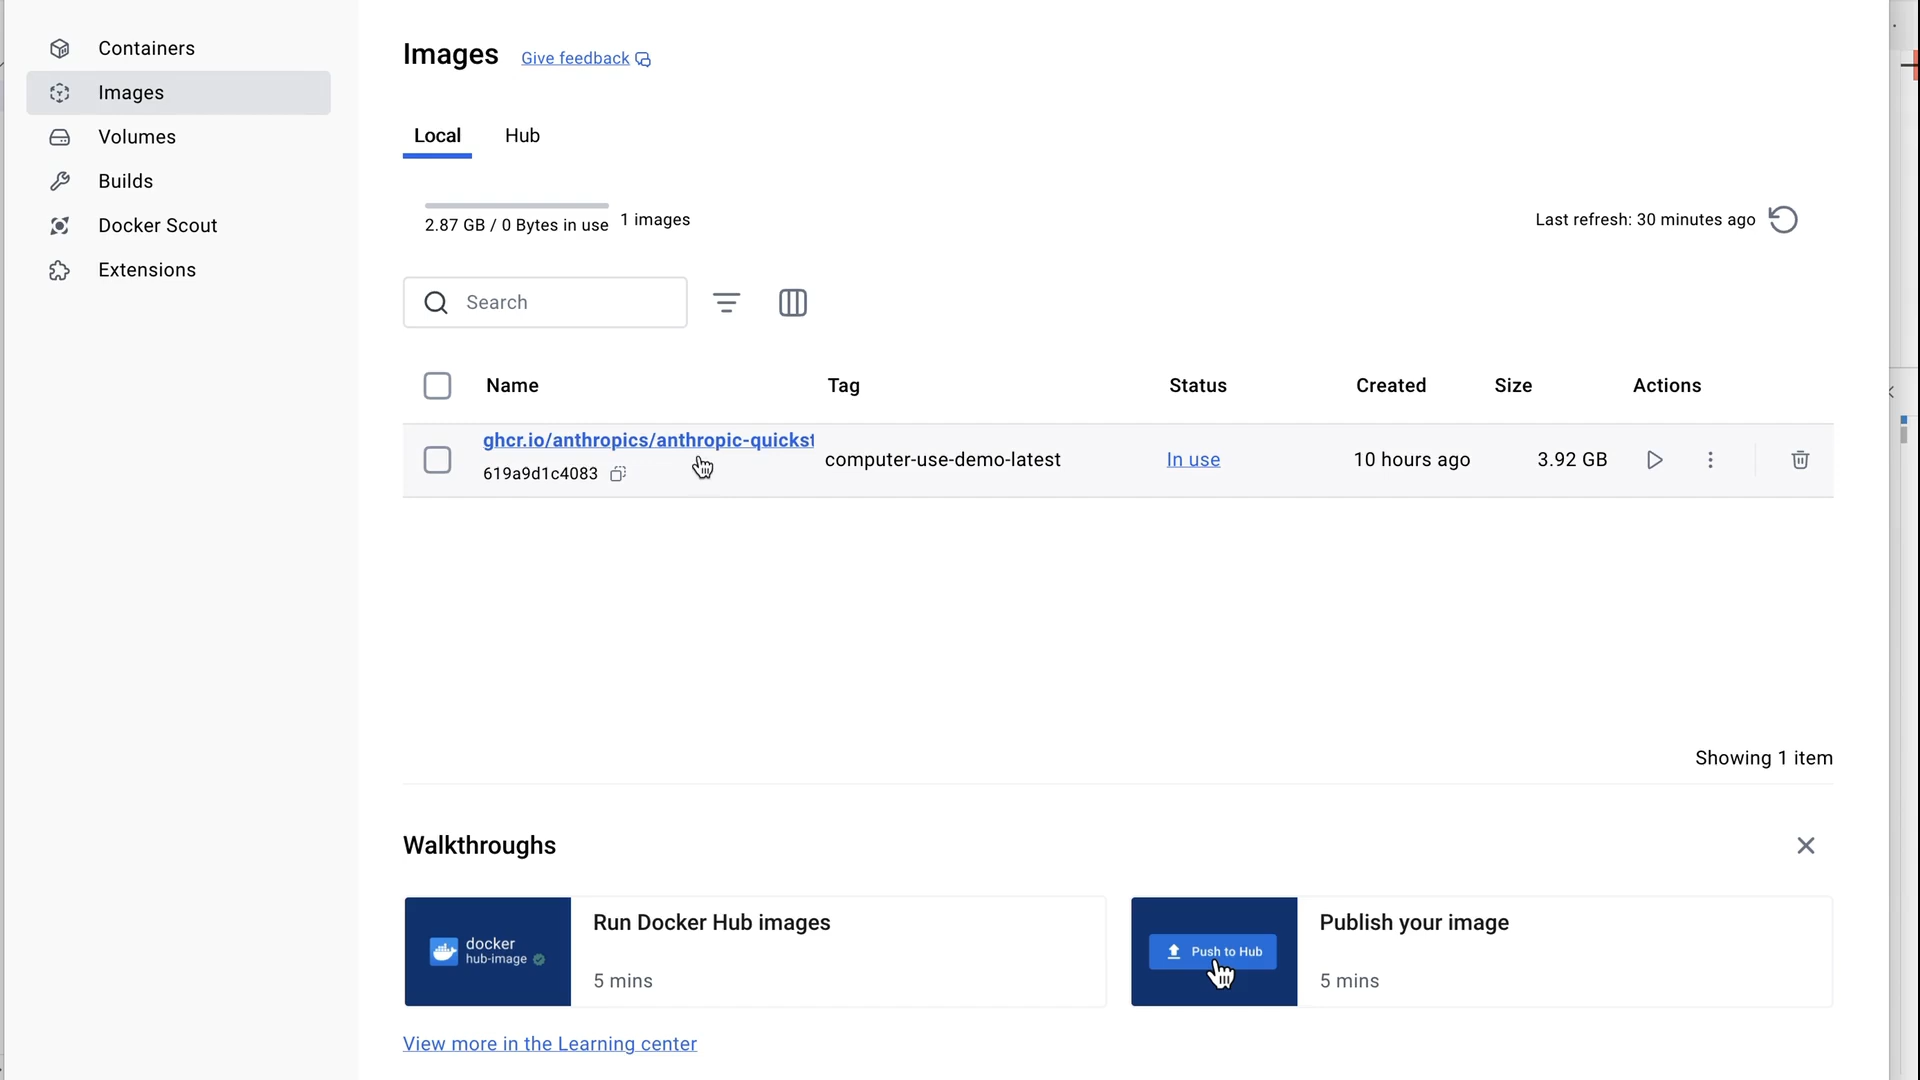 Containers
Images
Volumes
Builds
Docker Scout
Extensions
Images Give feedback
Local Hub
2.87 GB / 0 Bytes in use 1 images
Last refresh: 30 minutes ago
Search
Name Tag Status Created Size Actions
ghcr.io/anthropics/anthropic-quickst
619a9d1c4083
computer-use-demo-latest In use 10 hours ago 3.92 GB
Showing 1 item
Walkthroughs
docker
hub-image
Run Docker Hub images
5 mins
Push to Hub
Publish your image
5 mins
View more in the Learning center